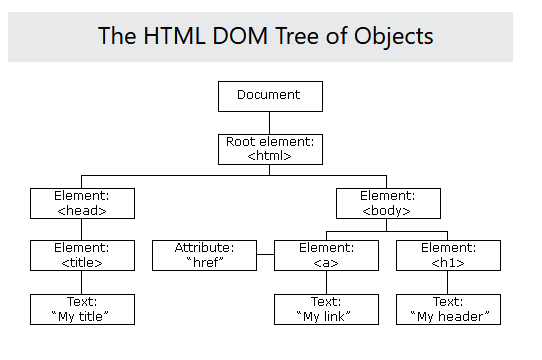 The HTML DOM Tree of Objects
Document
Root element:
<html>
Element:
<head>
Element:
<body>
Element:
<title>
Attribute:
“href”
Element:
<a>
Element:
<h1>
Text:
“My title”
Text:
“My link”
Text:
“My header”